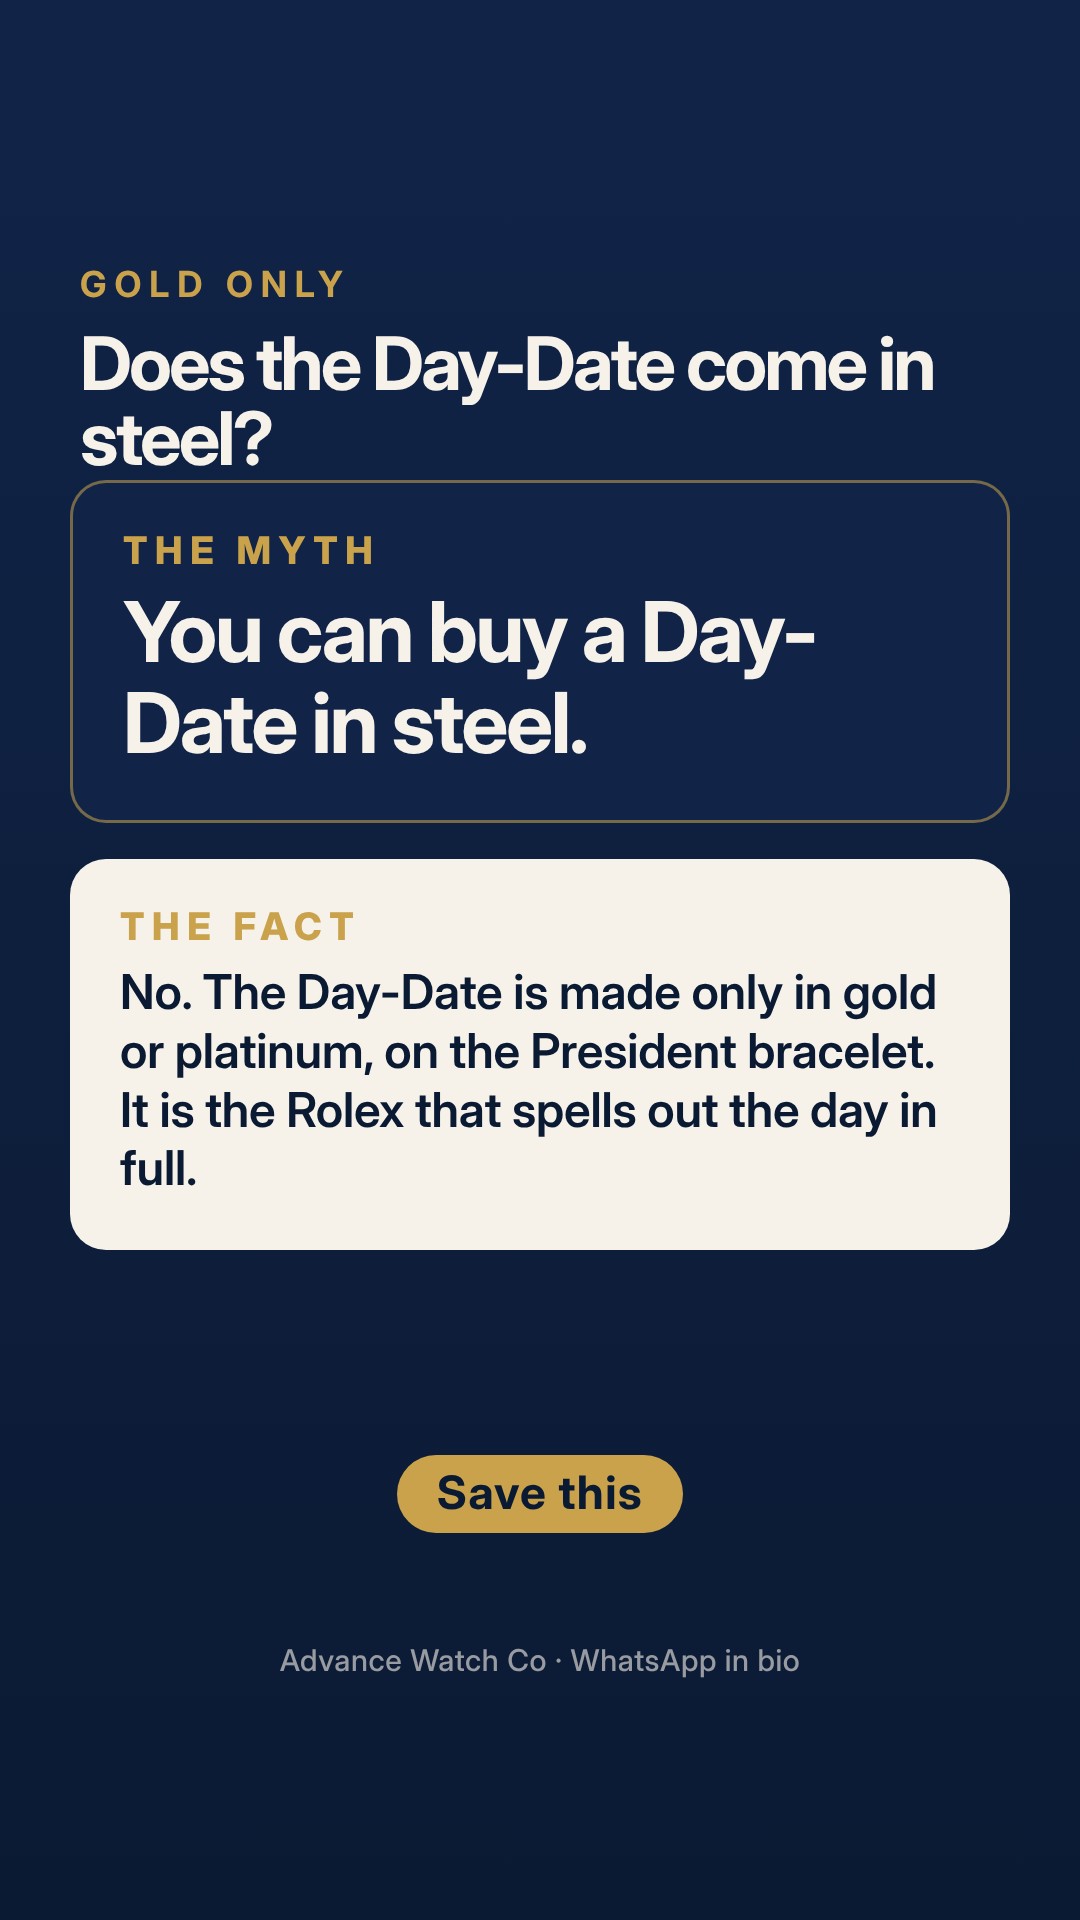 GOLD ONLY
Does the Day-Date come in
steel?
THE MYTH
You can buy a Day-
Date in steel.
THE FACT
No. The Day-Date is made only in gold
or platinum, on the President bracelet.
It is the Rolex that spells out the day in
full.
Save this
Advance Watch Co · WhatsApp in bio